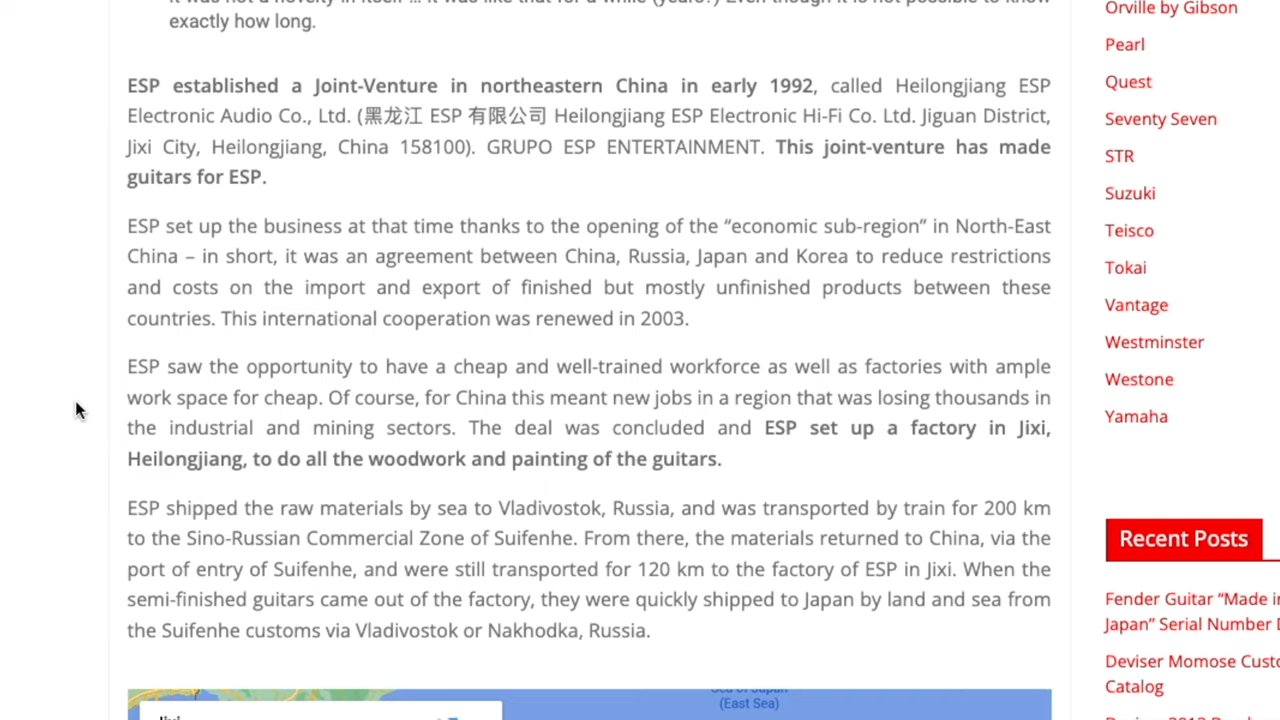 exactly how long.
ESP established a Joint-Venture in northeastern China in early 1992, called Heilongjiang ESP
Electronic Audio Co., Ltd. (黑龙江 ESP 有限公司 Heilongjiang ESP Electronic Hi-Fi Co. Ltd. Jiguan District,
Jixi City, Heilongjiang, China 158100). GRUPO ESP ENTERTAINMENT. This joint-venture has made
guitars for ESP.
ESP set up the business at that time thanks to the opening of the “economic sub-region” in North-East
China – in short, it was an agreement between China, Russia, Japan and Korea to reduce restrictions
and costs on the import and export of finished but mostly unfinished products between these
countries. This international cooperation was renewed in 2003.
ESP saw the opportunity to have a cheap and well-trained workforce as well as factories with ample
work space for cheap. Of course, for China this meant new jobs in a region that was losing thousands in
the industrial and mining sectors. The deal was concluded and ESP set up a factory in Jixi,
Heilongjiang, to do all the woodwork and painting of the guitars.
ESP shipped the raw materials by sea to Vladivostok, Russia, and was transported by train for 200 km
to the Sino-Russian Commercial Zone of Suifenhe. From there, the materials returned to China, via the
port of entry of Suifenhe, and were still transported for 120 km to the factory of ESP in Jixi. When the
semi-finished guitars came out of the factory, they were quickly shipped to Japan by land and sea from
the Suifenhe customs via Vladivostok or Nakhodka, Russia.
(East Sea)
Orville by Gibson
Pearl
Quest
Seventy Seven
STR
Suzuki
Teisco
Tokai
Vantage
Westminster
Westone
Yamaha
Recent Posts
Fender Guitar “Made in
Japan” Serial Number
Deviser Momose
Catalog